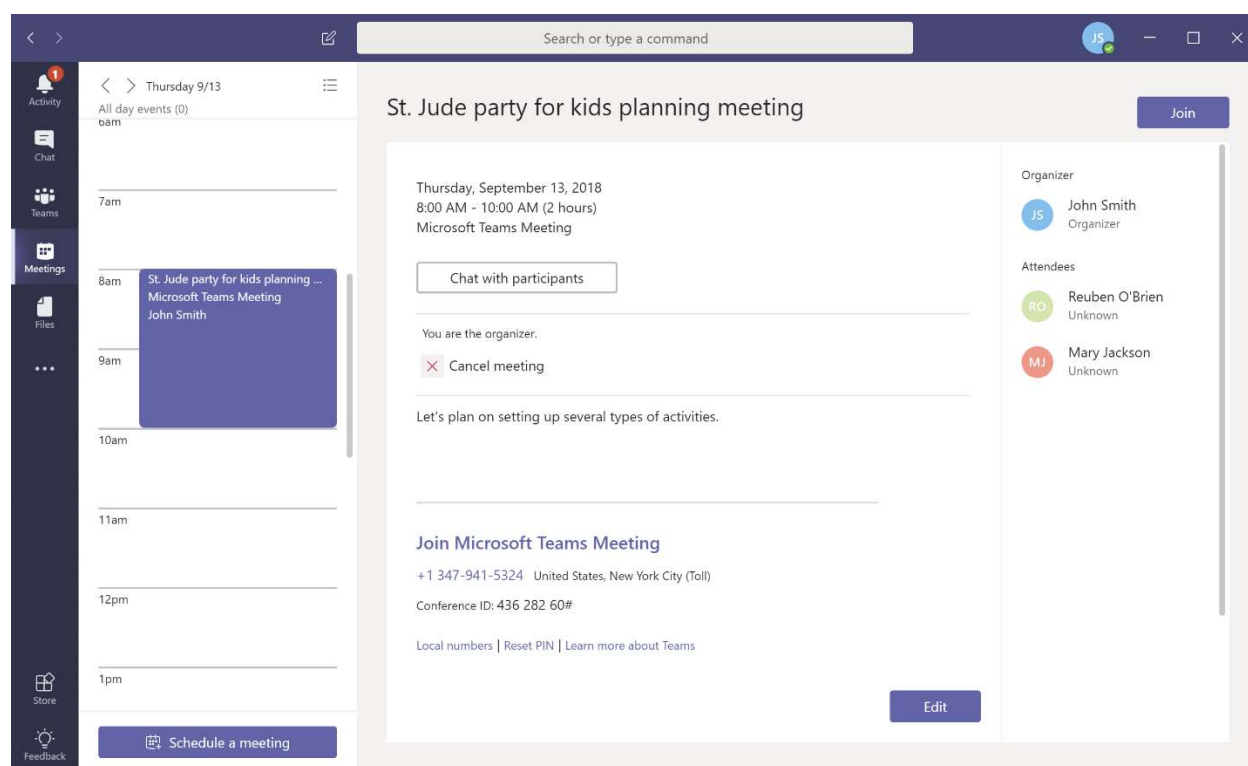 Search or type a command
JS
1
Activity
Chat
Teams
Meetings
Files
Store
Feedback
Thursday 9/13
All day events (0)
6am
7am
8am
St. Jude party for kids planning ...
Microsoft Teams Meeting
John Smith
9am
10am
11am
12pm
1pm
Schedule a meeting
St. Jude party for kids planning meeting
Join
Thursday, September 13, 2018
8:00 AM - 10:00 AM (2 hours)
Microsoft Teams Meeting
Chat with participants
You are the organizer.
Cancel meeting
Let's plan on setting up several types of activities.
Join Microsoft Teams Meeting
+1 347-941-5324 United States, New York City (Toll)
Conference ID: 436 282 60#
Local numbers | Reset PIN | Learn more about Teams
Edit
Organizer
JS
John Smith
Organizer
Attendees
RO
Reuben O'Brien
Unknown
MJ
Mary Jackson
Unknown